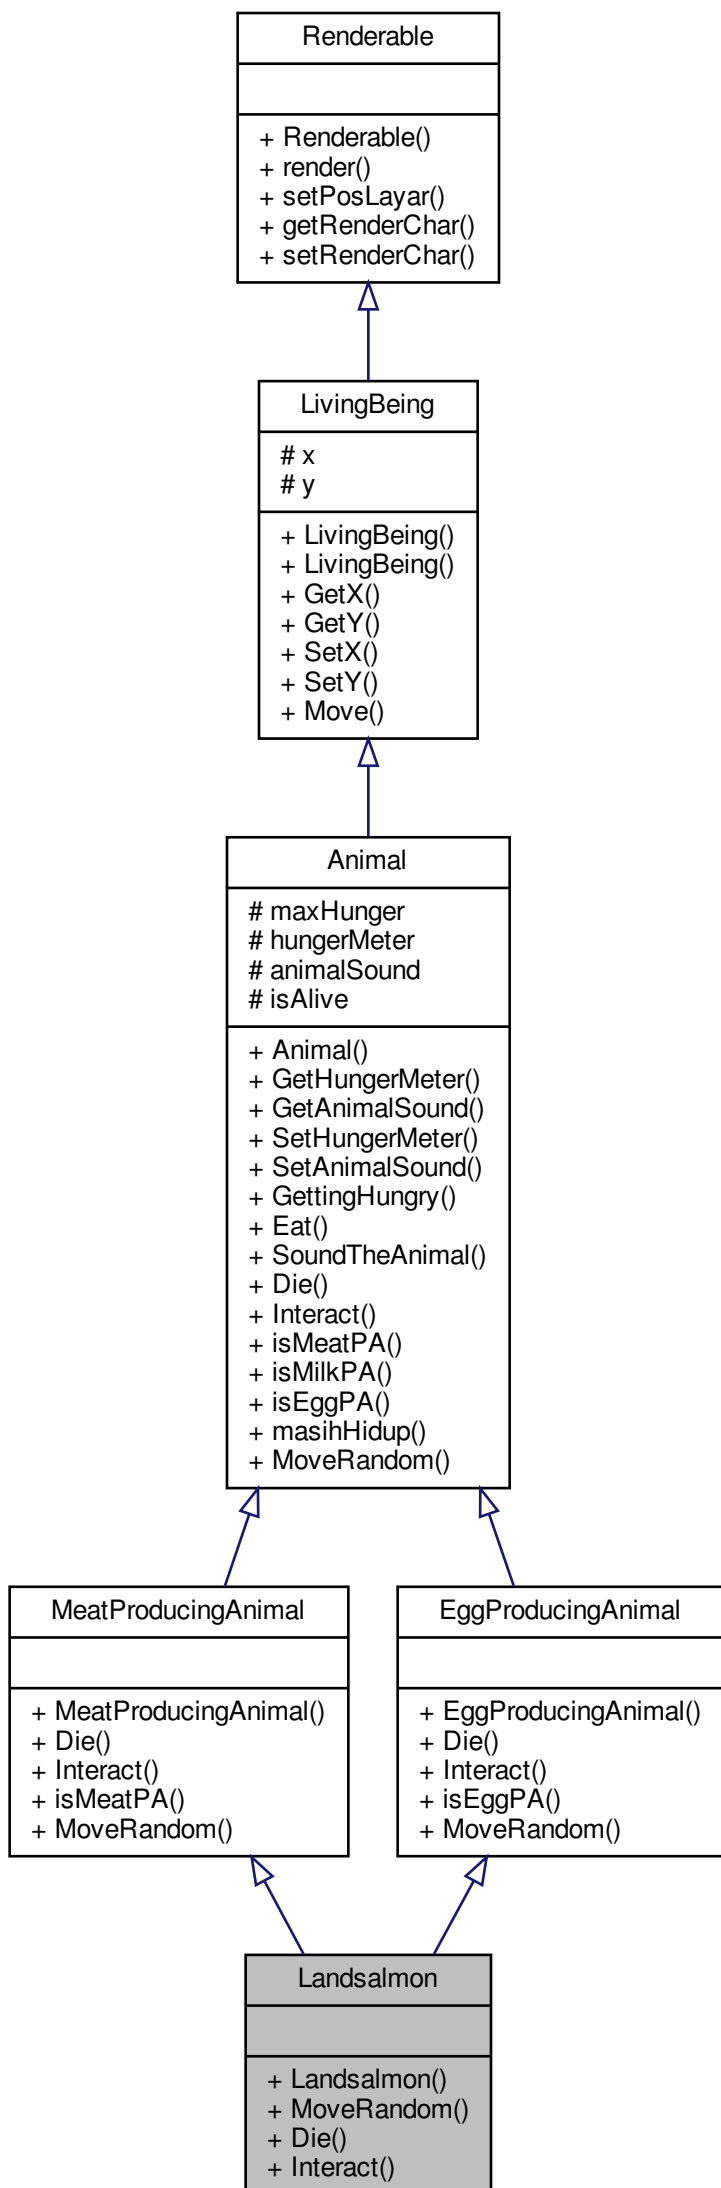 Renderable
+ Renderable()
+ render()
+ setPosLayar()
+ getRenderChar()
+ setRenderChar()
LivingBeing
# x
# y
+ LivingBeing()
+ LivingBeing()
+ GetX()
+ GetY()
+ SetX()
+ SetY()
+ Move()
Animal
# maxHunger
# hungerMeter
# animalSound
# isAlive
+ Animal()
+ GetHungerMeter()
+ GetAnimalSound()
+ SetHungerMeter()
+ SetAnimalSound()
+ GettingHungry()
+ Eat()
+ SoundTheAnimal()
+ Die()
+ Interact()
+ isMeatPA()
+ isMilkPA()
+ isEggPA()
+ masihHidup()
+ MoveRandom()
MeatProducingAnimal
+ MeatProducingAnimal()
+ Die()
+ Interact()
+ isMeatPA()
+ MoveRandom()
EggProducingAnimal
+ EggProducingAnimal()
+ Die()
+ Interact()
+ isEggPA()
+ MoveRandom()
Landsalmon
+ Landsalmon()
+ MoveRandom()
+ Die()
+ Interact()